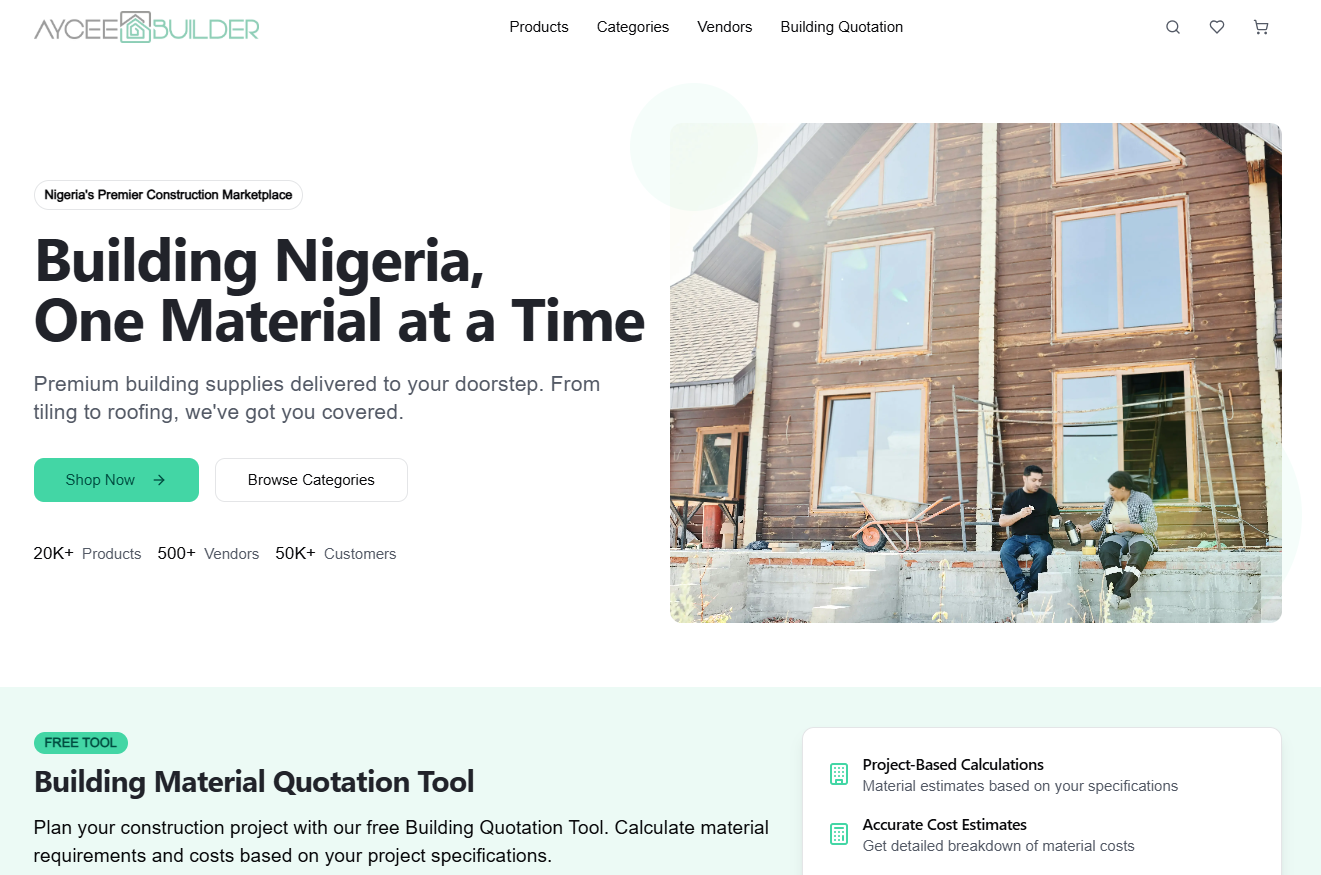 AYCEE BUILDER
Products Categories Vendors Building Quotation
Nigeria's Premier Construction Marketplace
Building Nigeria,
One Material at a Time
Premium building supplies delivered to your doorstep. From
tiling to roofing, we've got you covered.
Shop Now
Browse Categories
20K+ Products 500+ Vendors 50K+ Customers
FREE TOOL
Building Material Quotation Tool
Plan your construction project with our free Building Quotation Tool. Calculate material
requirements and costs based on your project specifications.
Project-Based Calculations
Material estimates based on your specifications
Accurate Cost Estimates
Get detailed breakdown of material costs